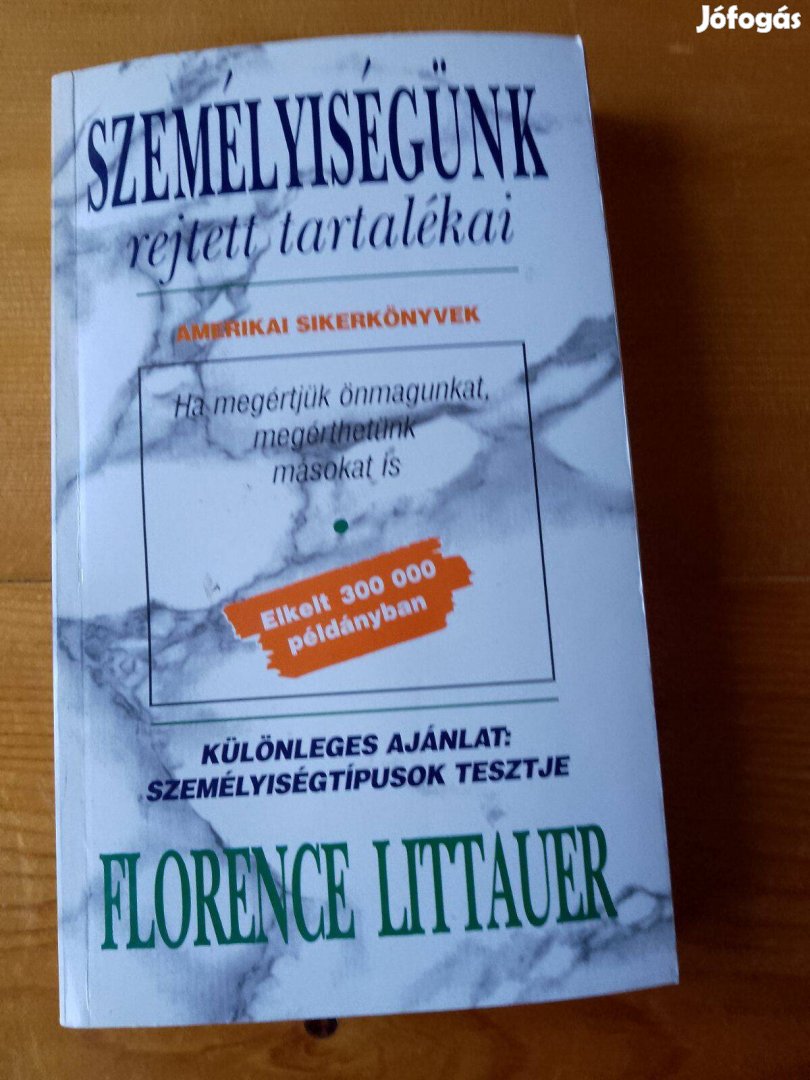 Jófogás
SZEMÉLYISÉGÜNK
rejtett tartalékai
AMERIKAI SIKERKÖNYVEK
Ha megértjük önmagunkat,
megérthetünk
másokat is
Elkelt 300 000
példányban
KÜLÖNLEGES AJÁNLAT:
SZEMÉLYISÉGTÍPUSOK TESZTJE
FLORENCE LITTAUER